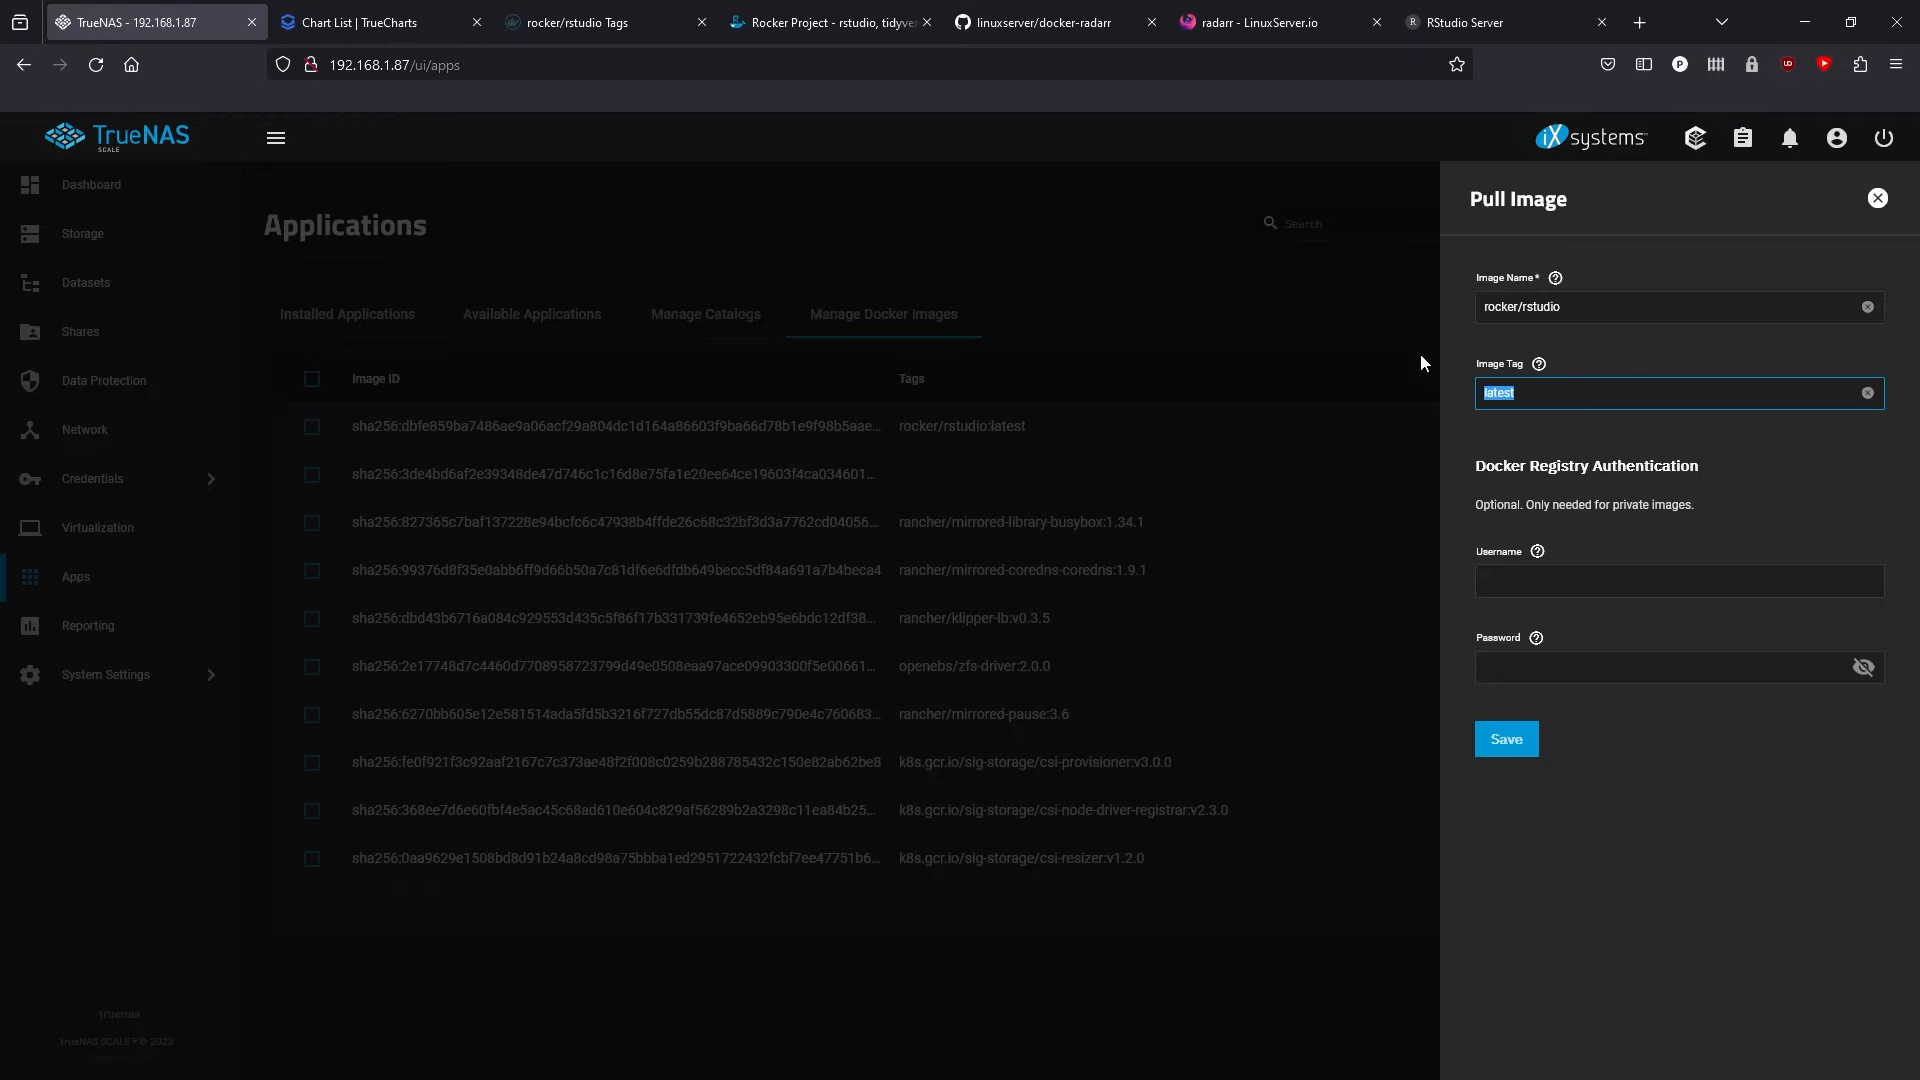 TrueNAS - 192.168.1.87
Chart List | TrueCharts
rocker/rstudio Tags
Rocker Project - rstudio, tidyver
linuxserver/docker-radarr
radarr - LinuxServer.io
R
RStudio Server
192.168.1.87/ui/apps
P
UD
TrueNAS
SCALE
iXsystems
Dashboard
Storage
Datasets
Shares
Data Protection
Network
Credentials
Virtualization
Apps
Reporting
System Settings
truenas
TrueNAS SCALE ® © 2023
Applications
Search
Installed Applications
Available Applications
Manage Catalogs
Manage Docker Images
Image ID
Tags
sha256:dbfe859ba7486ae9a06acf29a804dc1d164a86603f9ba66d78b1e9f98b5aae...
rocker/rstudio:latest
sha256:3de4bd6af2e39348de47d746c1c16d8e75fa1e20ee64ce19603f4ca034601...
sha256:827365c7baf137228e94bcfc6c47938b4ffde26c68c32bf3d3a7762cd04056...
rancher/mirrored-library-busybox:1.34.1
sha256:99376d8f35e0abb6ff9d66b50a7c81df6e6dfdb649becc5df84a691a7b4beca4
rancher/mirrored-coredns-coredns:1.9.1
sha256:dbd43b6716a084c929553d435c5f86f17b331739fe4652eb95e6bdc12df38...
rancher/klipper-lb:v0.3.5
sha256:2e17748d7c4460d7708958723799d49e0508eaa97ace09903300f5e00661...
openebs/zfs-driver:2.0.0
sha256:6270bb605e12e581514ada5fd5b3216f727db55dc87d5889c790e4c760683...
rancher/mirrored-pause:3.6
sha256:fe0f921f3c92aaf2167c7c373ae48f2f008c0259b288785432c150e82ab62be8
k8s.gcr.io/sig-storage/csi-provisioner:v3.0.0
sha256:368ee7d6e60fbf4e5ac45c68ad610e604c829af56289b2a3298c11ea84b25...
k8s.gcr.io/sig-storage/csi-node-driver-registrar:v2.3.0
sha256:0aa9629e1508bd8d91b24a8cd98a75bbba1ed2951722432fcbf7ee47751b6...
k8s.gcr.io/sig-storage/csi-resizer:v1.2.0
Pull Image
Image Name*
rocker/rstudio
Image Tag
latest
Docker Registry Authentication
Optional. Only needed for private images.
Username
Password
Save